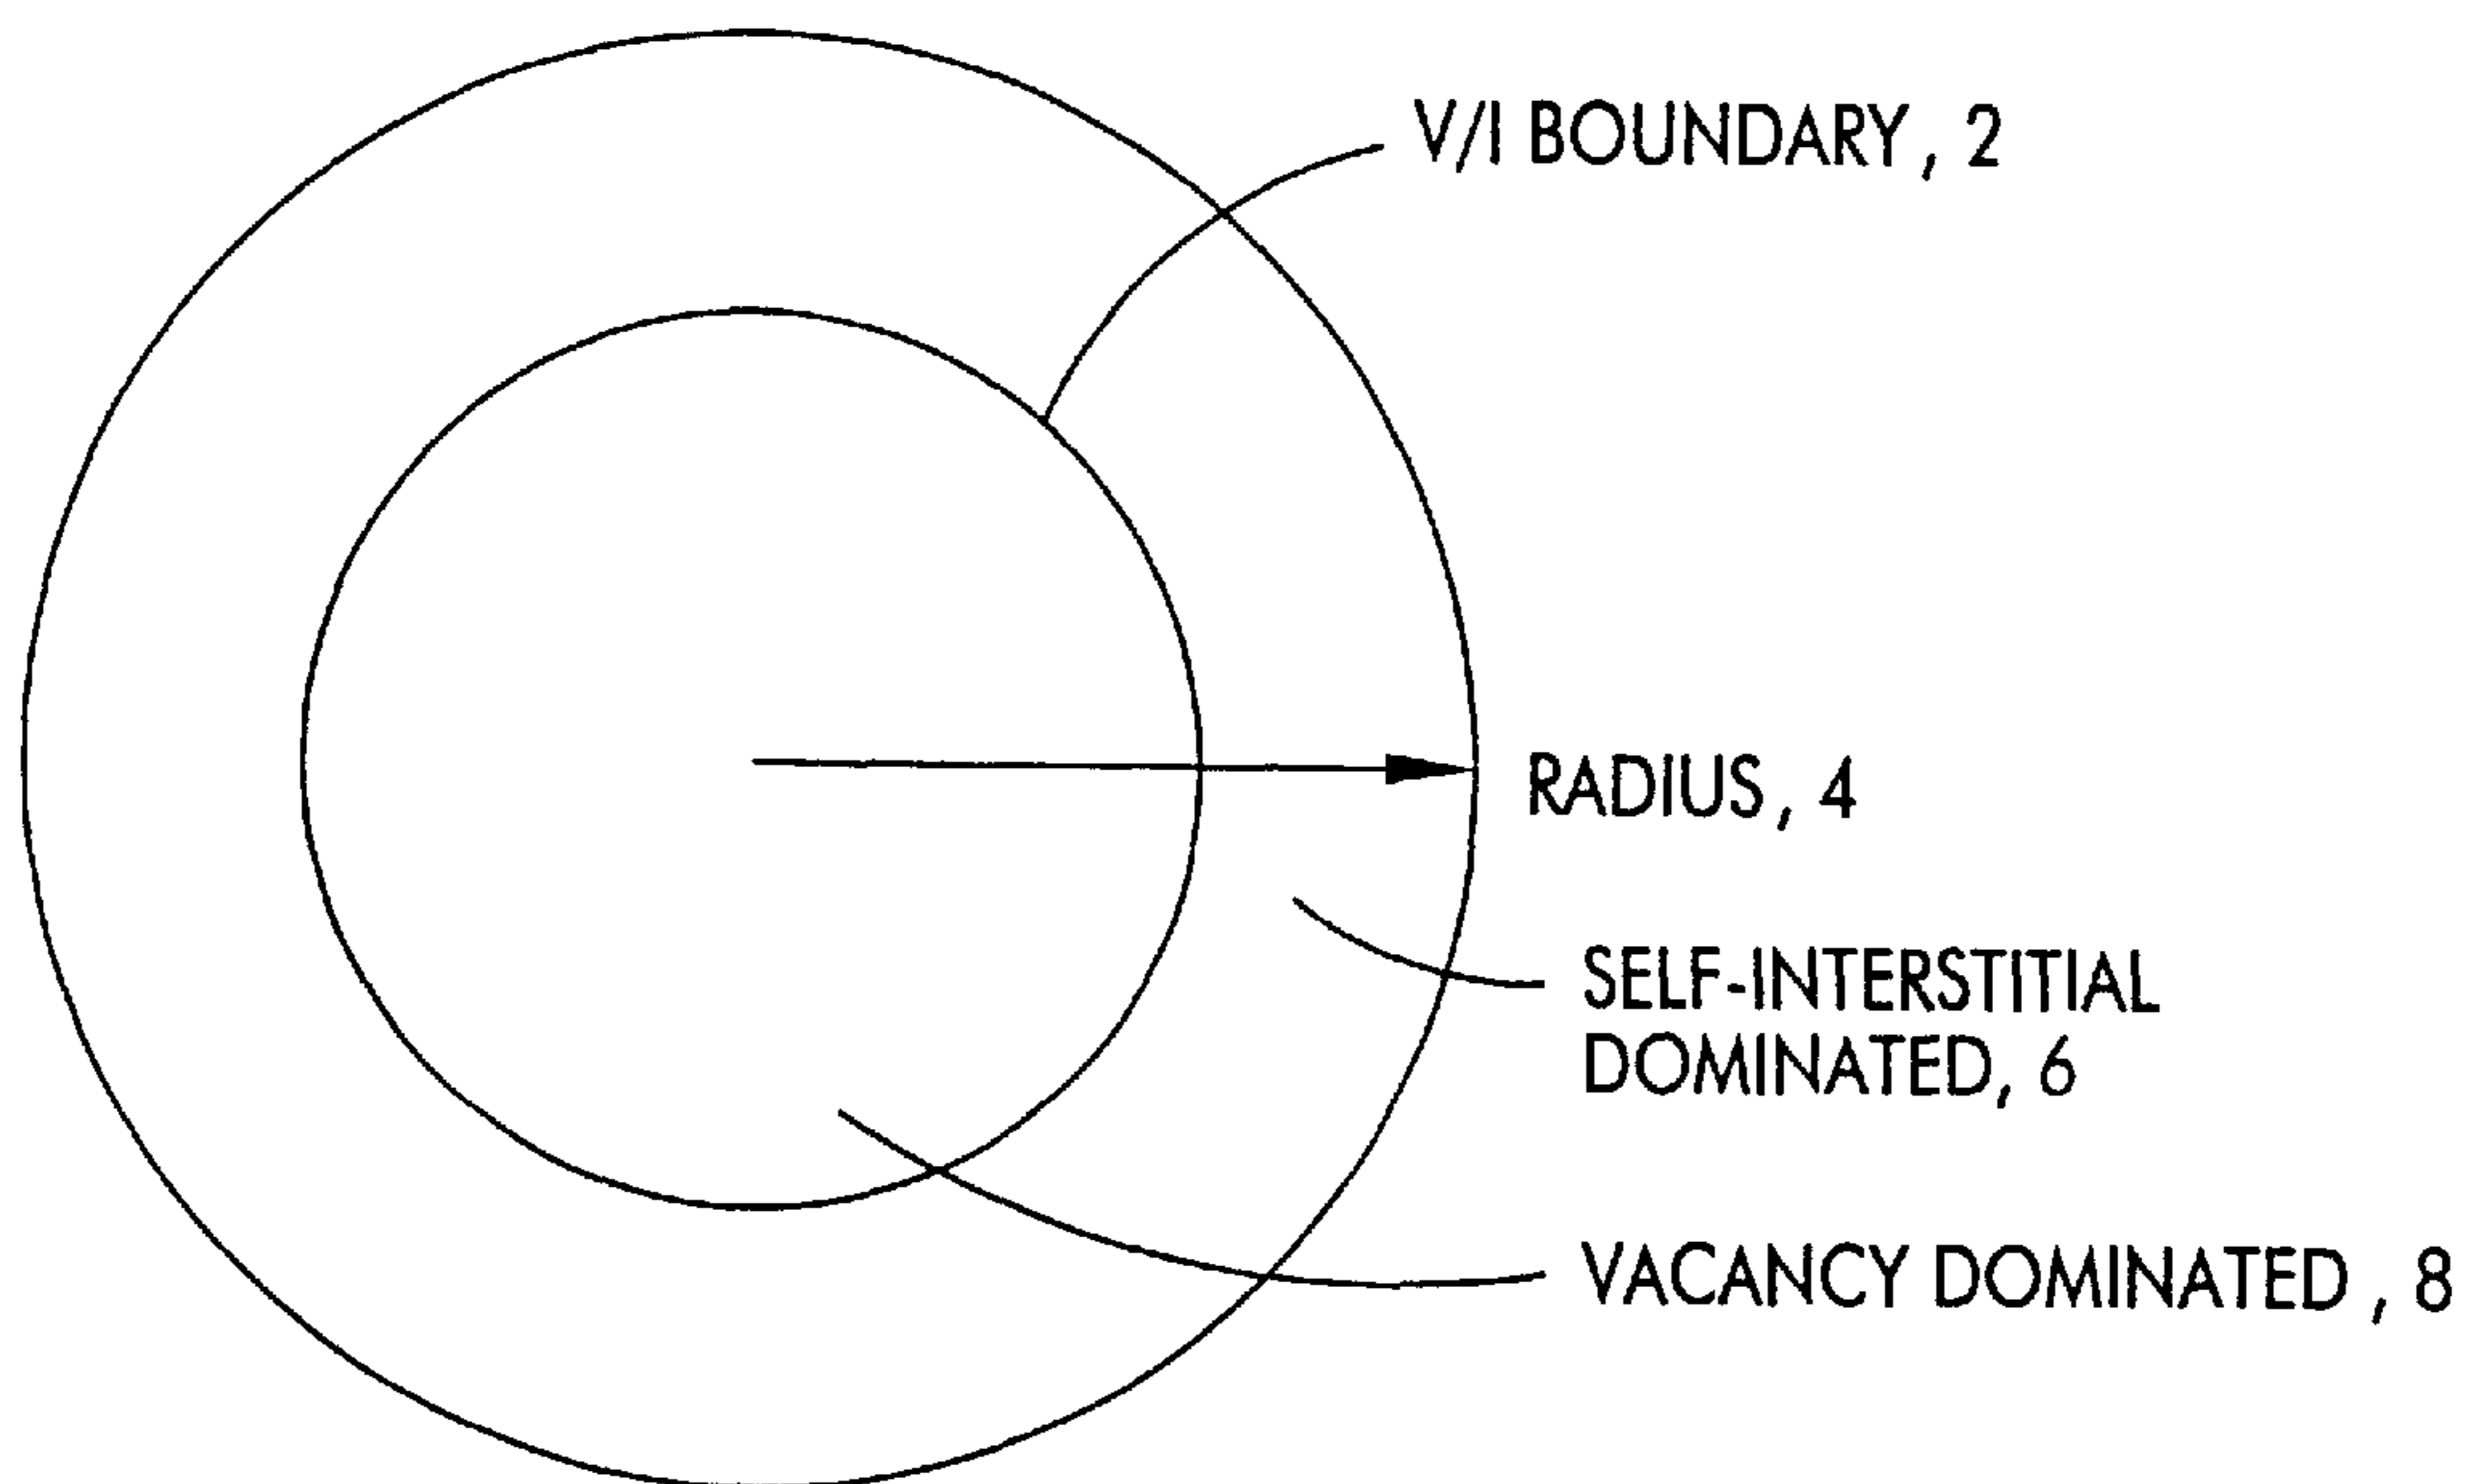 V/I BOUNDARY, 2
RADIUS, 4
SELF-INTERSTITIAL
DOMINATED, 6
VACANCY DOMINATED, 8